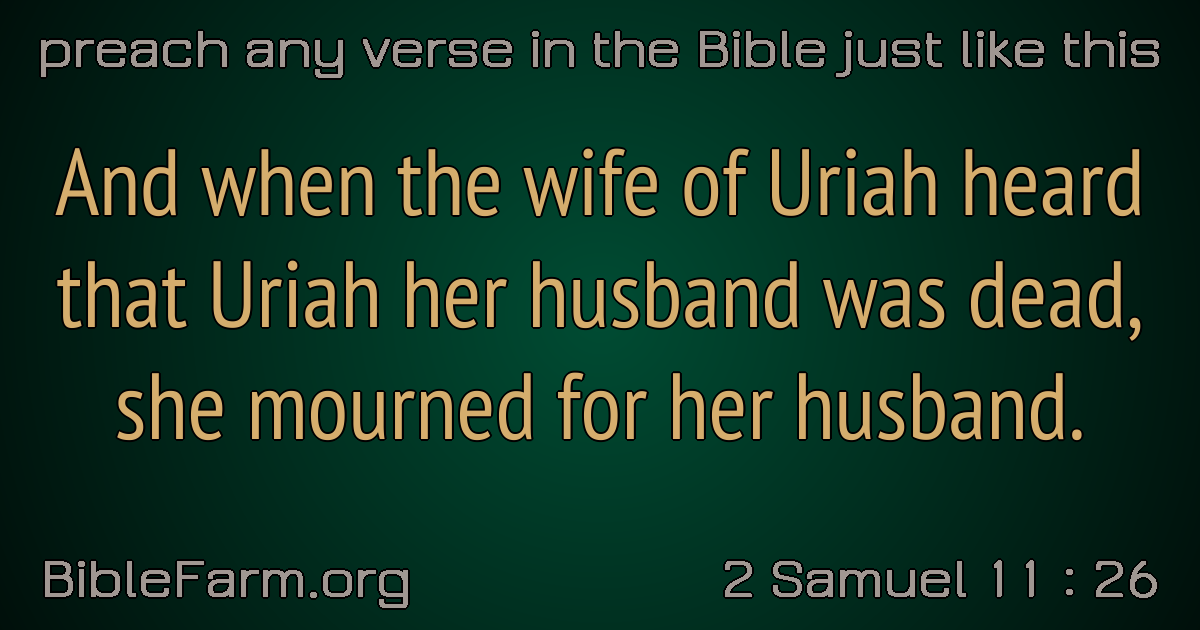 preach any verse in the Bible just like this
And when the wife of Uriah heard
that Uriah her husband was dead,
she mourned for her husband.
BibleFarm.org
2 Samuel 11 : 26